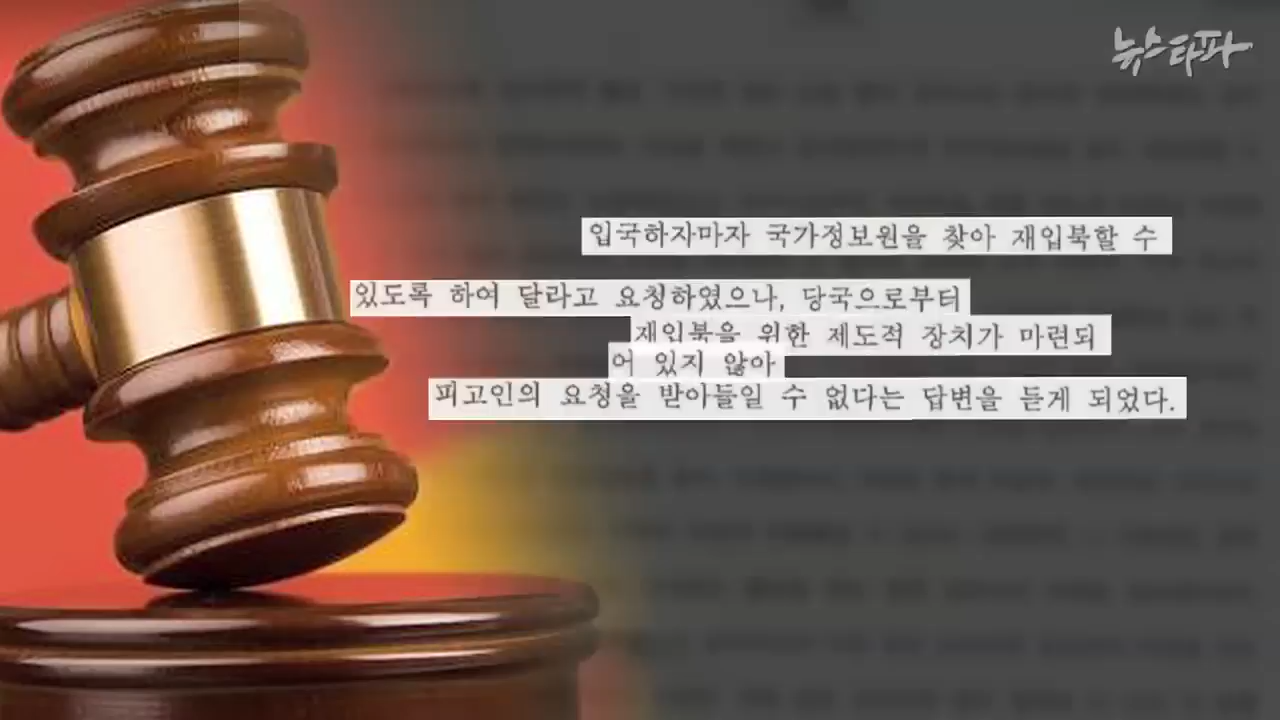 뉴스타파
입국하자마자 국가정보원을 찾아 재입북할 수
있도록 하여 달라고 요청하였으나, 당국으로부터
재입북을 위한 제도적 장치가 마련되
어 있지 않아
피고인의 요청을 받아들일 수 없다는 답변을 듣게 되었다.